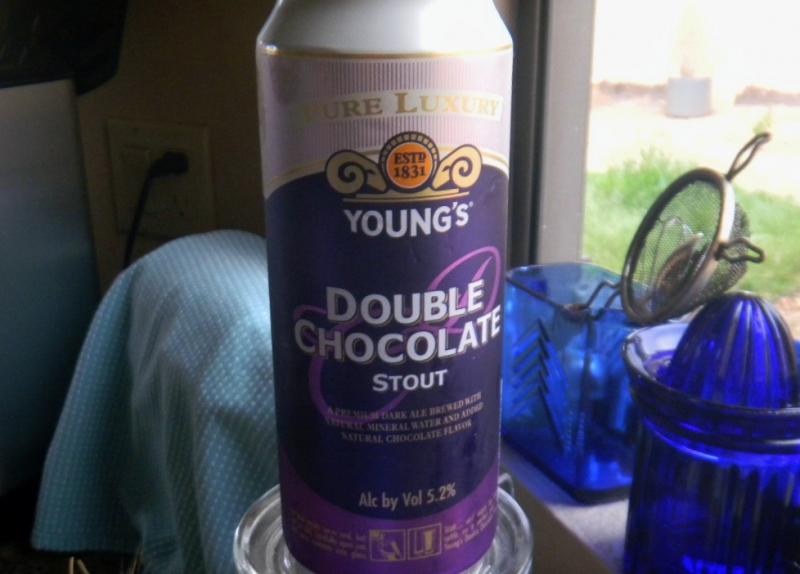 PURE LUXURY
ESTD
1831
YOUNG'S
DOUBLE
CHOCOLATE
STOUT
A PREMIUM DARK ALE BREWED WITH
NATURAL MINERAL WATER AND ADDED
NATURAL CHOCOLATE FLAVOR
Alc by Vol 5.2%